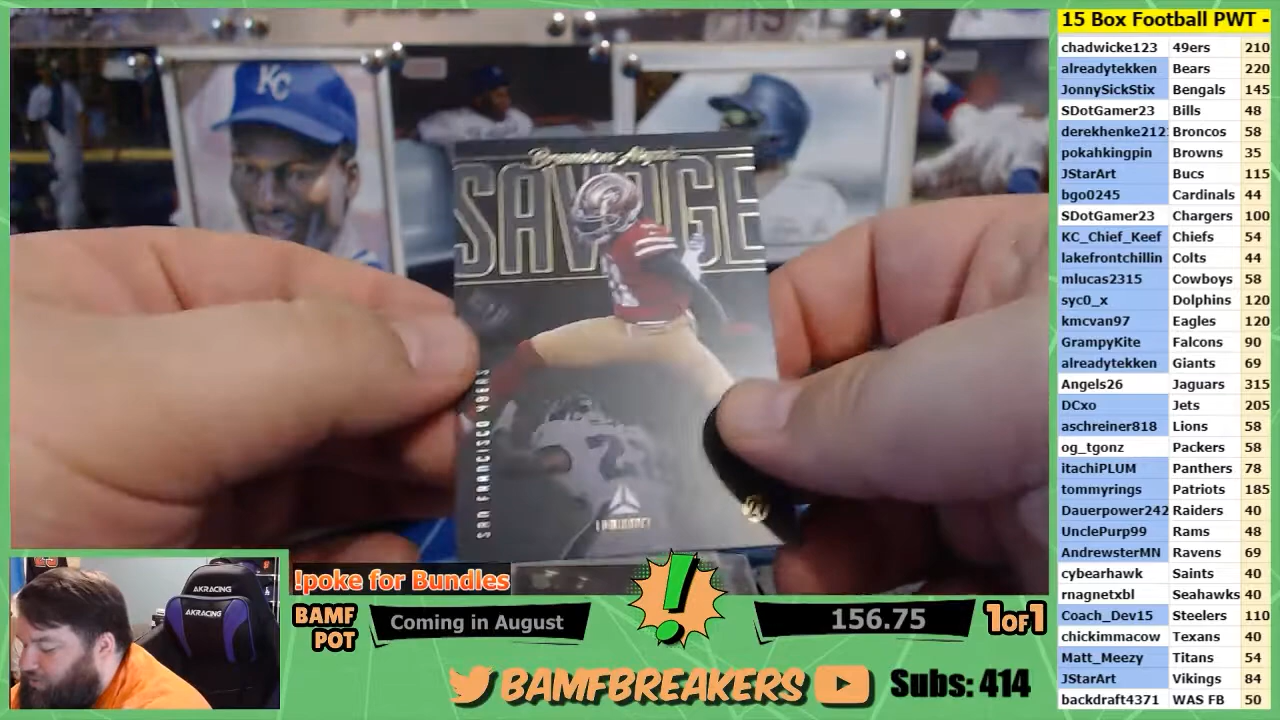 15 Box Football PWT -
chadwicke123 49ers 210
alreadytekken Bears 220
JonnySickStix Bengals 145
SDotGamer23 Bills 48
derekhenke212 Broncos 58
pokahkingpin Browns 35
JStarArt Bucs 115
bgo0245 Cardinals 44
SDotGamer23 Chargers 100
KC_Chief_Keef Chiefs 54
lakefrontchillin Colts 44
mlucas2315 Cowboys 58
syc0_x Dolphins 120
kmcvan97 Eagles 120
GrampyKite Falcons 90
alreadytekken Giants 69
Angels26 Jaguars 315
DCxo Jets 205
aschreiner818 Lions 58
og_tgonz Packers 58
itachiPLUM Panthers 78
tommyrings Patriots 185
Dauerpower242 Raiders 40
UnclePurp99 Rams 48
AndrewsterMN Ravens 69
cybearhawk Saints 40
rnagnetxbl Seahawks 40
Coach_Dev15 Steelers 110
chickimmacow Texans 40
Matt_Meezy Titans 54
JStarArt Vikings 84
backdraft4371 WAS FB 50
KC
Brandon Aiyuk
SAVAGE
SAN FRANCISCO 49ERS
LUMINANCE
AKRACING
AKRACING
!poke for Bundles
BAMF
POT
Coming in August
!
156.75
1OF1
BAMFBREAKERS
Subs: 414